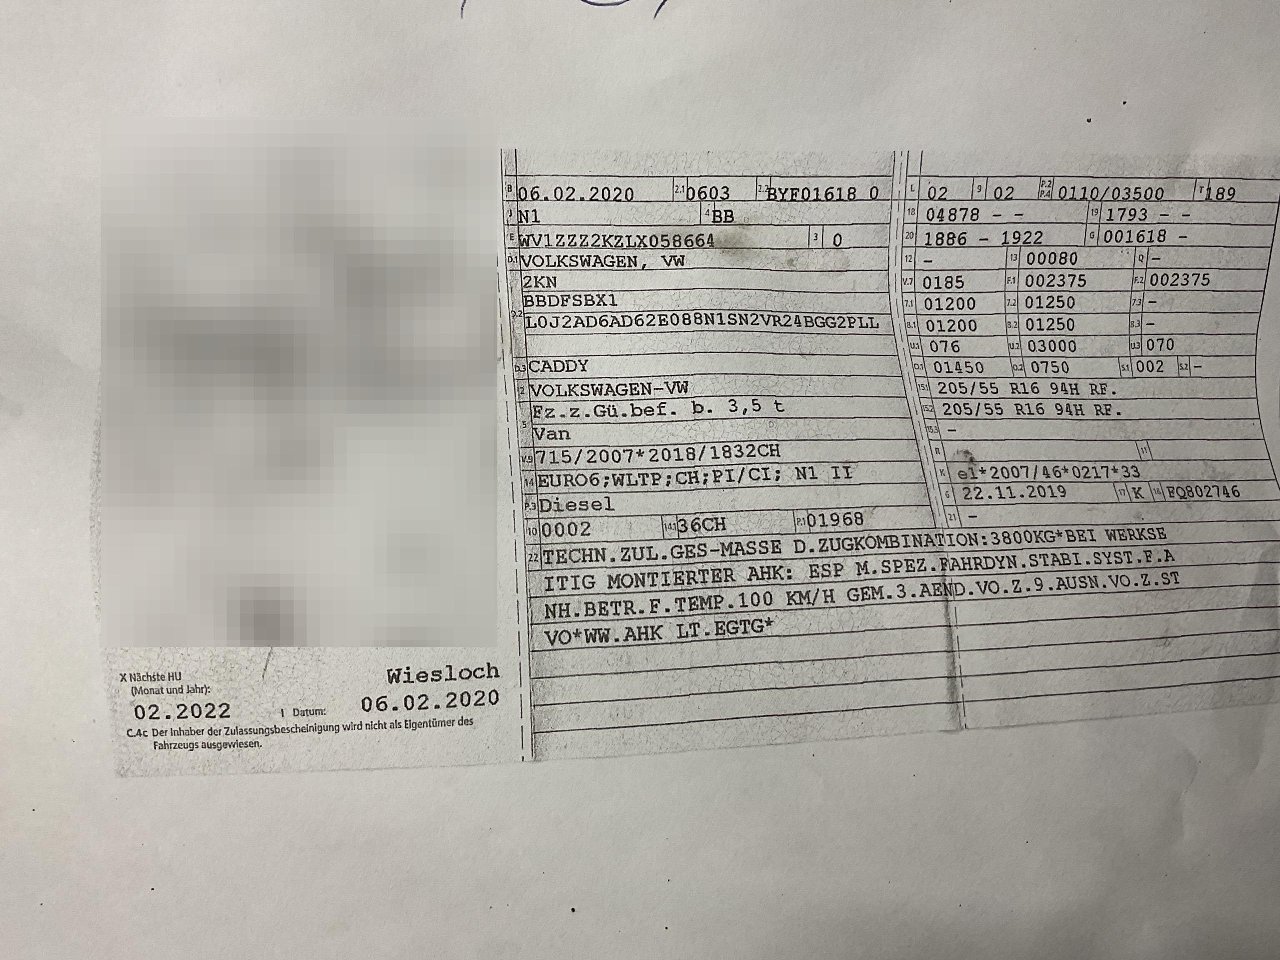 B 06.02.2020 2.1 0603 2.2 BYF01618 0
J N1 4 BB
E WV1ZZZ2KZLX058664 3 0
D.1 VOLKSWAGEN, VW
2KN
BBDFSBX1
D.2 L0J2AD6AD62E088N1SN2VR24BGG2PLL
D.3 CADDY
2 VOLKSWAGEN-VW
Fz.z.Gü.bef. b. 3,5 t
5 Van
V.9 715/2007*2018/1832CH
14 EURO6;WLTP;CH;PI/CI; N1 II
P.3 Diesel
10 0002 14.1 36CH P.1 01968
L 02 9 02 P.2 P.4 0110/03500 T 189
18 04878 - - 19 1793 - -
20 1886 - 1922 G 001618 -
12 - 13 00080 Q -
V.7 0185 F.1 002375 F.2 002375
7.1 01200 7.2 01250 7.3 -
8.1 01200 8.2 01250 8.3 -
U.1 076 U.2 03000 U.3 070
O.1 01450 O.2 0750 S.1 002 S.2 -
15.1 205/55 R16 94H RF.
15.2 205/55 R16 94H RF.
15.3 -
R 11
K e1*2007/46*0217*33
6 22.11.2019 17 K 16 FQ802746
21 -
22 TECHN.ZUL.GES-MASSE D.ZUGKOMBINATION:3800KG*BEI WERKSE
ITIG MONTIERTER AHK: ESP M.SPEZ.FAHRDYN.STABI.SYST.F.A
NH.BETR.F.TEMP.100 KM/H GEM.3.AEND.VO.Z.9.AUSN.VO.Z.ST
VO*WW.AHK LT.EGTG*
X Nächste HU
(Monat und Jahr):
02.2022
Wiesloch
I Datum: 06.02.2020
C.4c Der Inhaber der Zulassungsbescheinigung wird nicht als Eigentümer des
Fahrzeugs ausgewiesen.